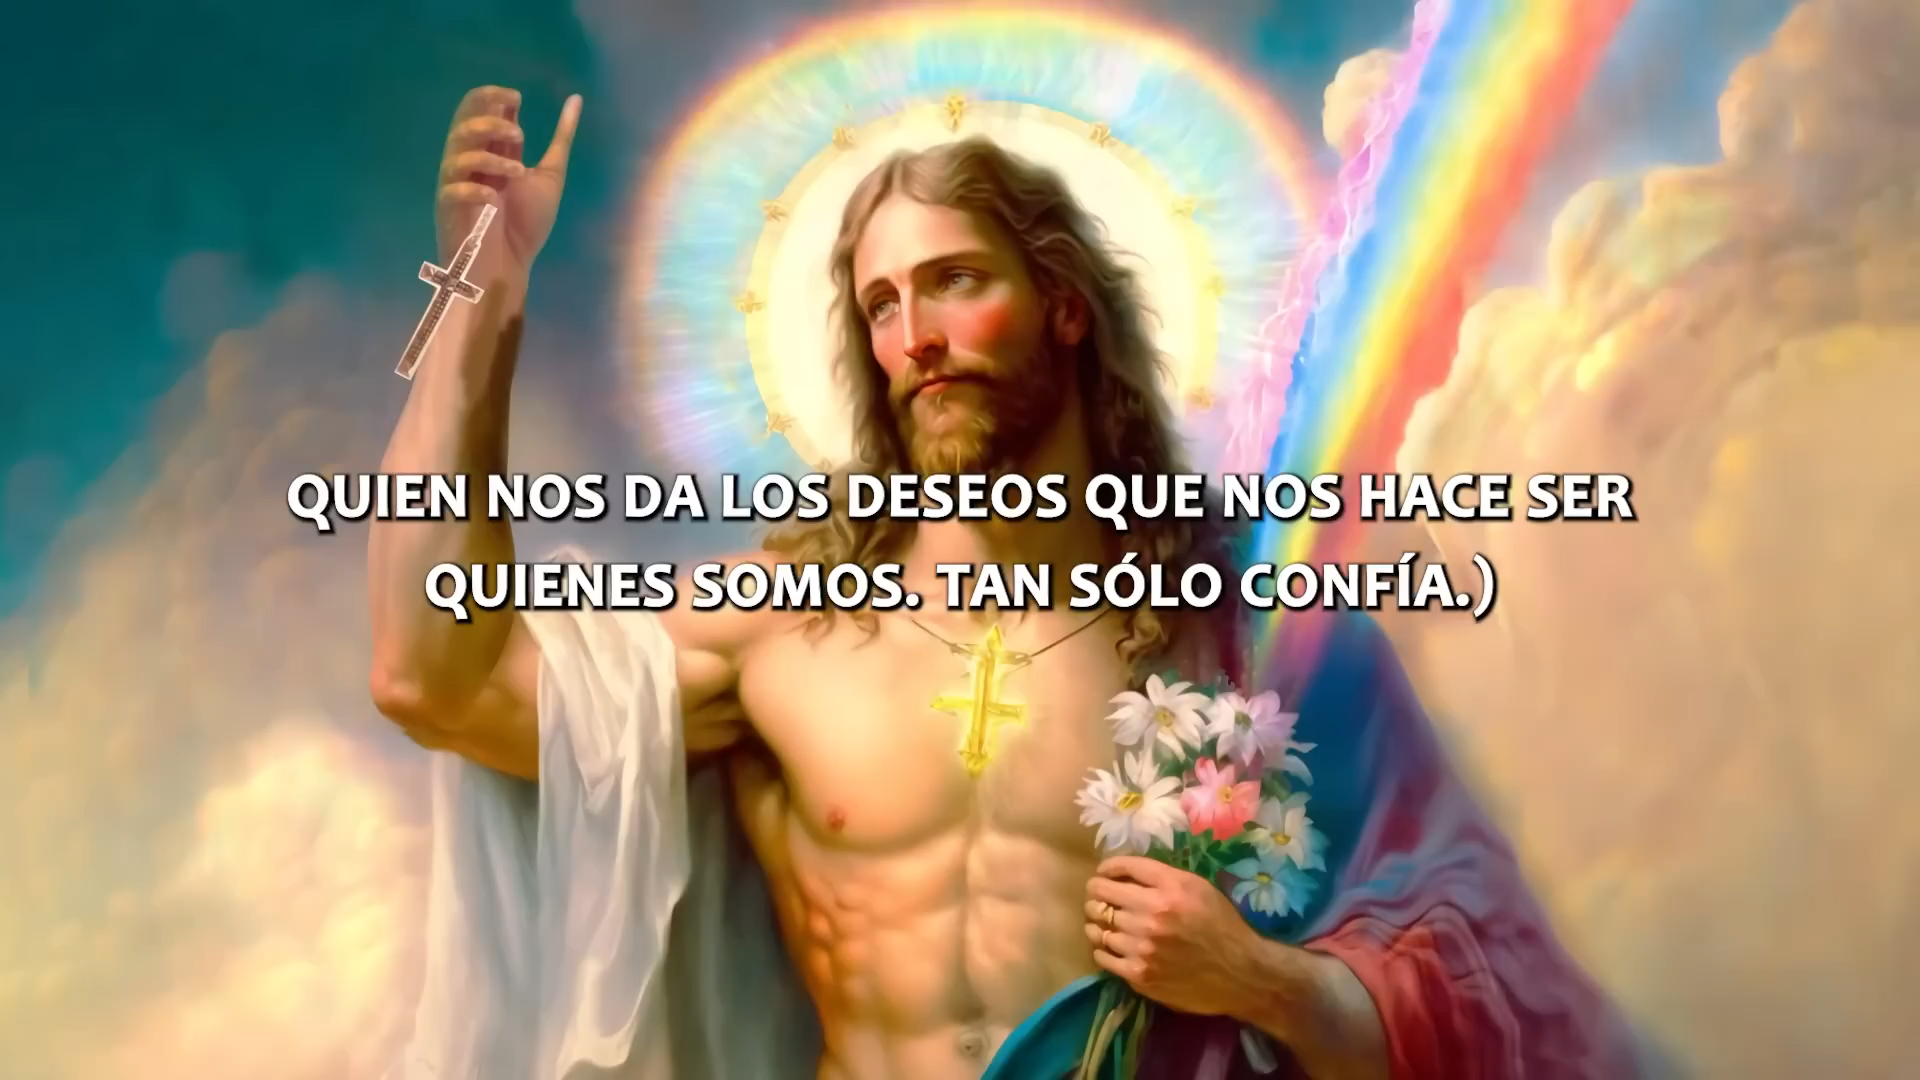 QUIEN NOS DA LOS DESEOS QUE NOS HACE SER
QUIENES SOMOS. TAN SÓLO CONFÍA.)